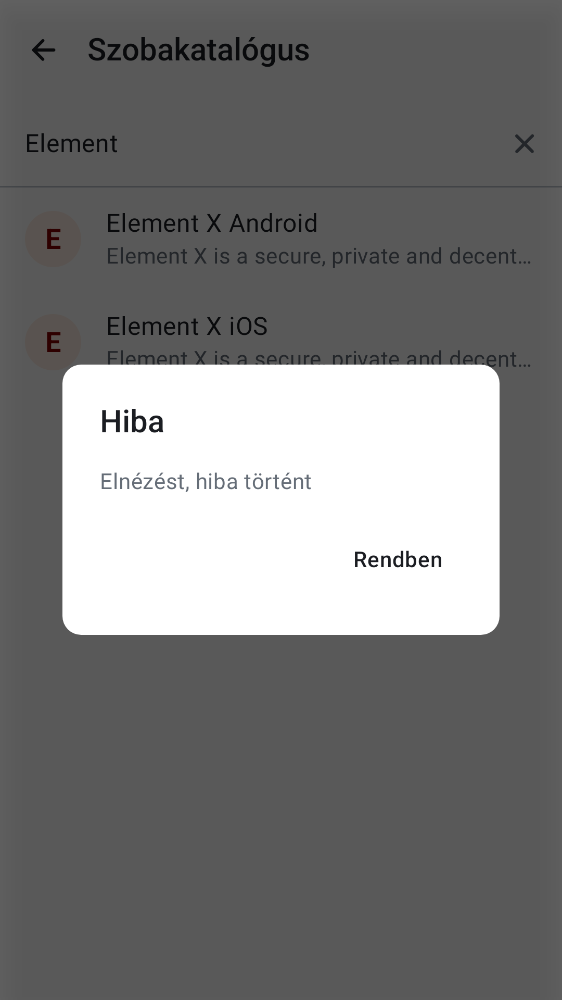 Szobakatalógus
Element
E
Element X Android
Element X is a secure, private and decent…
E
Element X iOS
Element X is a secure, private and decent…
Hiba
Elnézést, hiba történt
Rendben